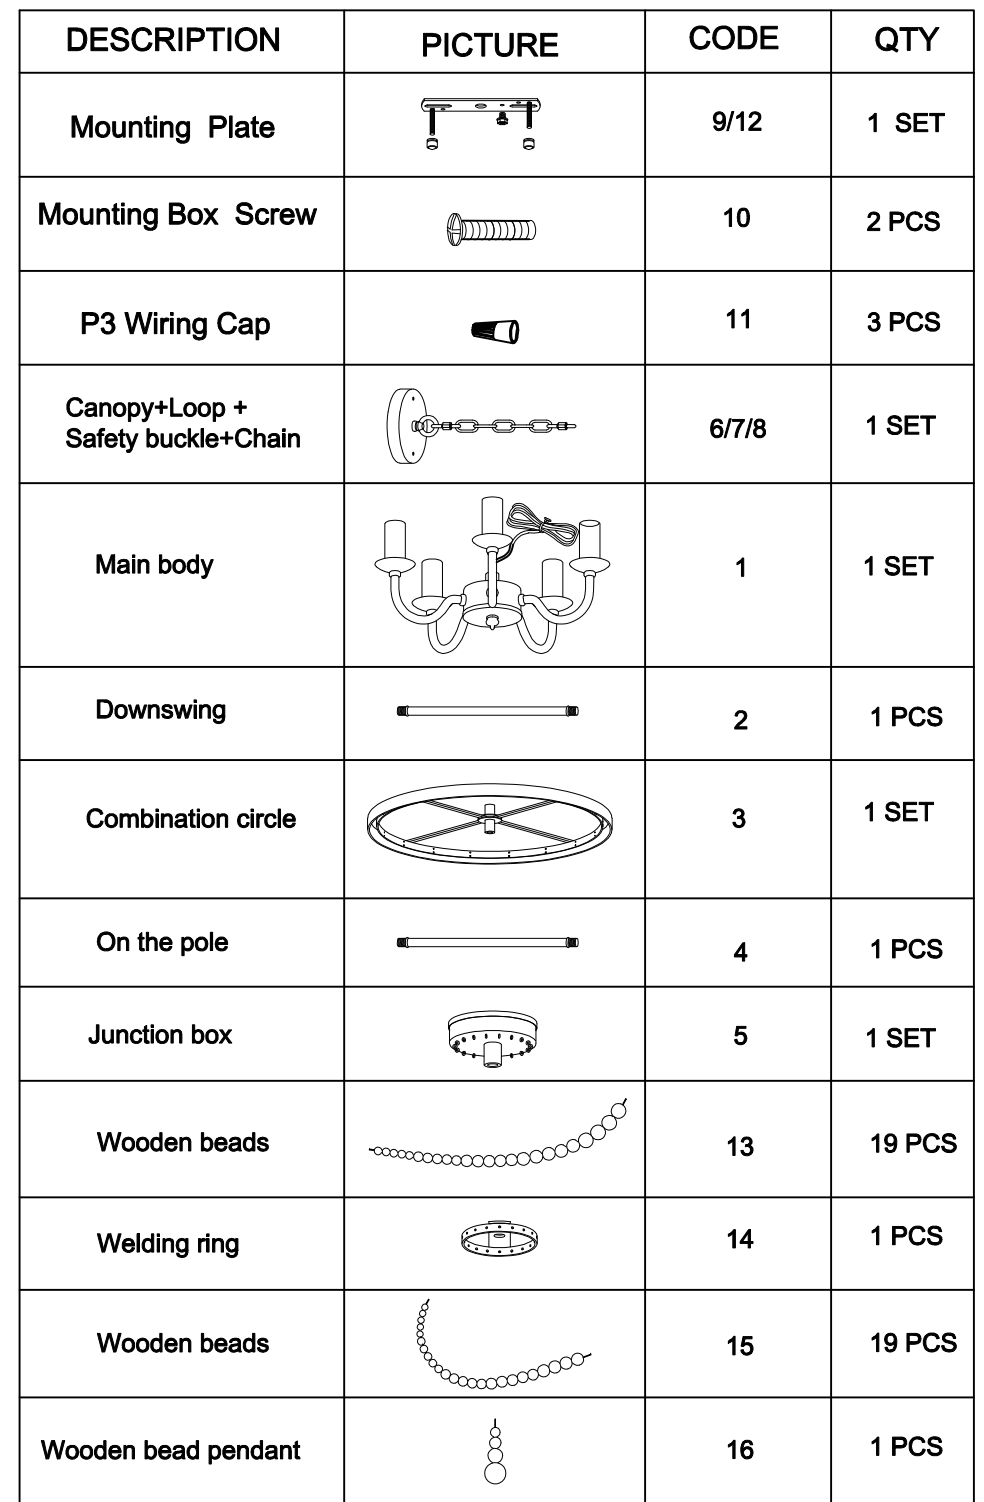 DESCRIPTION PICTURE CODE QTY
Mounting Plate 9/12 1 SET
Mounting Box Screw 10 2 PCS
P3 Wiring Cap 11 3 PCS
Canopy+Loop +
Safety buckle+Chain 6/7/8 1 SET
Main body 1 1 SET
Downswing 2 1 PCS
Combination circle 3 1 SET
On the pole 4 1 PCS
Junction box 5 1 SET
Wooden beads 13 19 PCS
Welding ring 14 1 PCS
Wooden beads 15 19 PCS
Wooden bead pendant 16 1 PCS